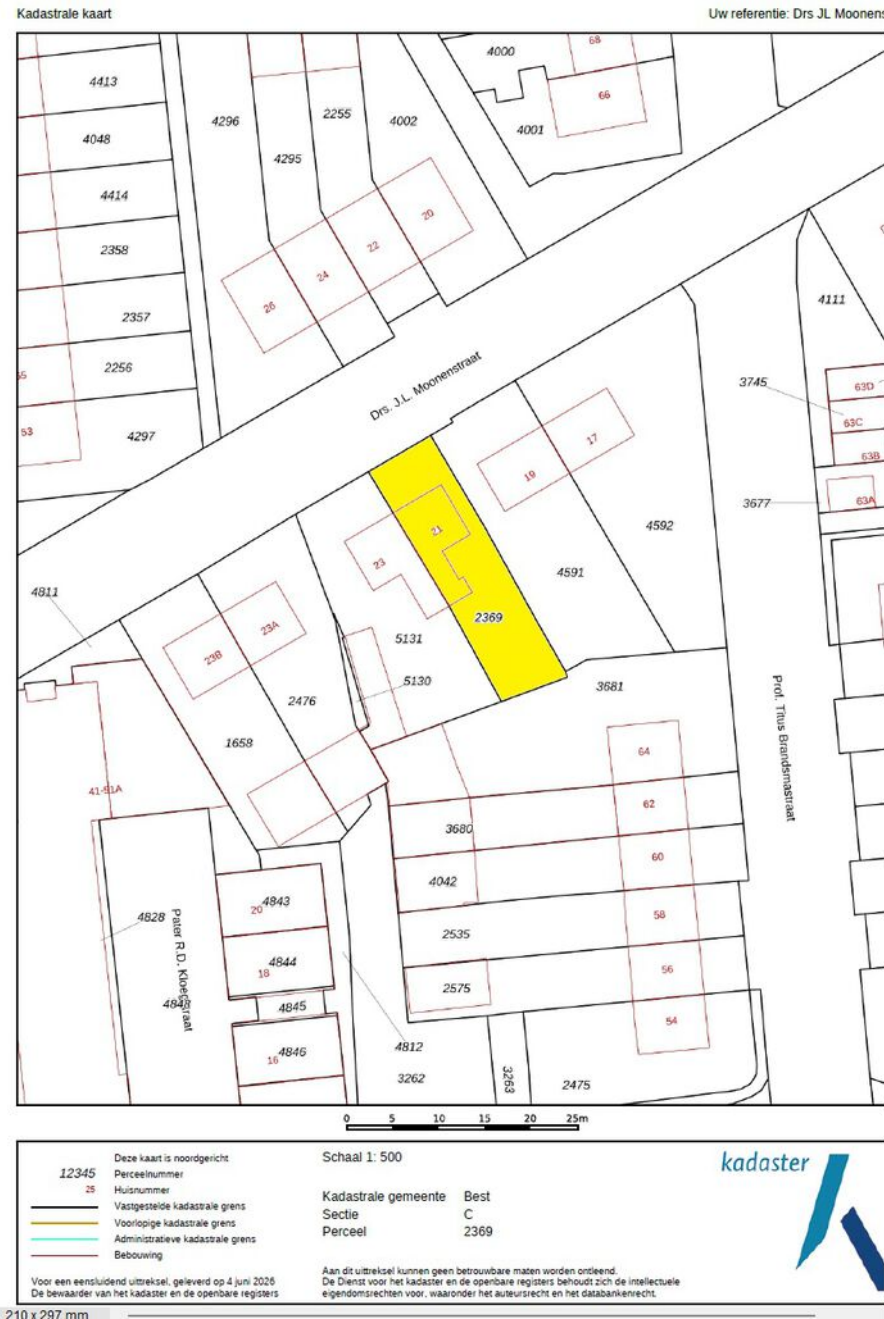 Kadastrale kaart
Uw referentie: Drs JL Moonens
4000
68
4413
66
2255
4296
4002
4001
4048
4295
4414
20
22
2358
24
4111
26
2357
2256
Drs. J.L. Moonenstraat
3745
63D
63C
53
4297
17
63B
19
3677
63A
21
4592
23
4591
4811
2369
23A
5131
23B
5130
3681
2476
1658
Prof. Titus Brandsmastraat
64
41-51A
62
3680
60
4042
4843
20
58
4828
Pater R.D. Kloegstraat
2535
4844
18
56
2575
4845
54
4812
4846
16
3262
3263
2475
0 5 10 15 20 25m
Deze kaart is noordgericht
12345 Perceelnummer
25 Huisnummer
Vastgestelde kadastrale grens
Voorlopige kadastrale grens
Administratieve kadastrale grens
Bebouwing
Voor een eensluidend uittreksel, geleverd op 4 juni 2026
De bewaarder van het kadaster en de openbare registers
Schaal 1: 500
Kadastrale gemeente Best
Sectie C
Perceel 2369
Aan dit uittreksel kunnen geen betrouwbare maten worden ontleend.
De Dienst voor het kadaster en de openbare registers behoudt zich de intellectuele
eigendomsrechten voor, waaronder het auteursrecht en het databankenrecht.
kadaster
210 x 297 mm